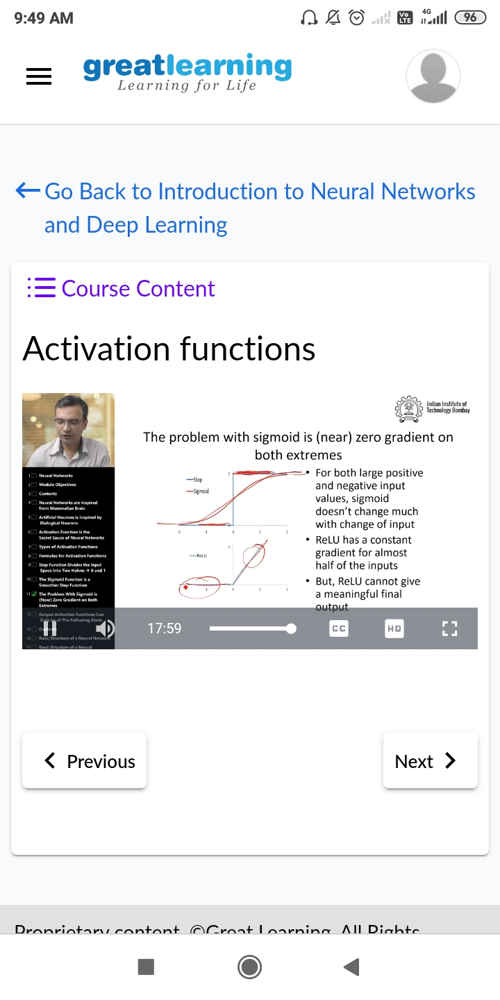 9:49 AM
Vo
LTE
4G
96
greatlearning
Learning for Life
Go Back to Introduction to Neural Networks
and Deep Learning
Course Content
Activation functions
Indian Institute of
Technology Bombay
The problem with sigmoid is (near) zero gradient on
both extremes
1 Neural Networks
2 Module Objectives
3 Contents
4 Neural Networks are Inspired
from Mammalian Brain
5 Artificial Neurons is Inspired by
Biological Neurons
6 Activation Function is the
Secret Sauce of Neural Networks
7 Types of Activation Functions
8 Formulas for Activation Functions
9 Step Function Divides the Input
Space into Two Halves → 0 and 1
10 The Sigmoid Function is a
Smoother Step Function
11 The Problem With Sigmoid is
(Near) Zero Gradient on Both
Extremes
12 Output Activation Functions Can
Only be of The Following Kinds
13
14 Basic Structure of a Neural Network
15 Basic Structure of a Neural
Step
Sigmoid
1
-2 -1 0 1 2
ReLU
1
-1 0 1 2
• For both large positive
and negative input
values, sigmoid
doesn't change much
with change of input
• ReLU has a constant
gradient for almost
half of the inputs
• But, ReLU cannot give
a meaningful final
output
17:59
CC
HD
Previous
Next
Proprietary content. ©Great Learning. All Rights